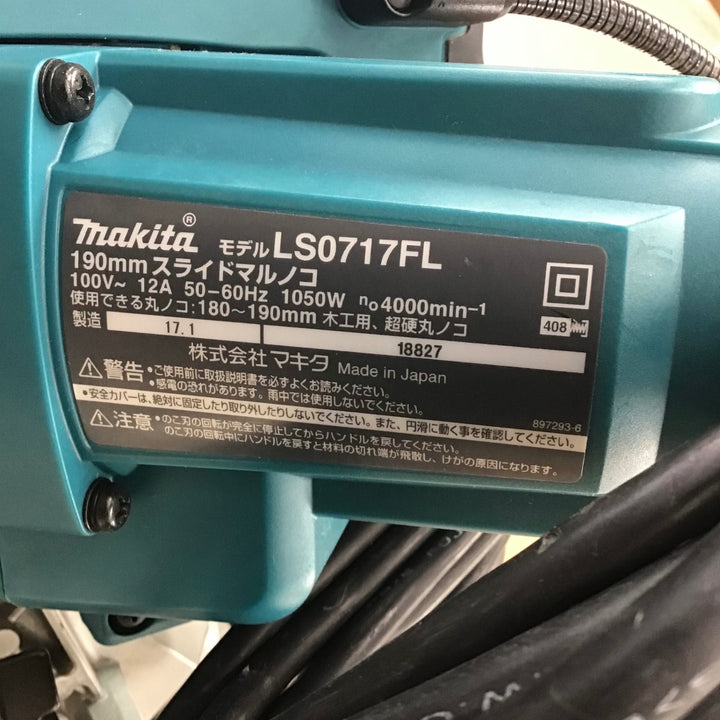 makita® モデル LS0717FL
190mm スライドマルノコ
100V~ 12A 50-60Hz 1050W n₀4000min-1
使用できる丸ノコ:180~190mm 木工用、超硬丸ノコ
製造 17.1 18827
408
株式会社マキタ Made in Japan
⚠警告 •ご使用前に取扱説明書を必ずよくお読みください。
•感電の恐れがあります。雨中では使用しないでください。
•安全カバーは、絶対に固定したり取り外したりしないでください。また、円滑に動く事を確認してください。
⚠注意 •のこ刃の回転が完全に停止してからハンドルを戻してください。
のこ刃の回転中にハンドルを戻すと材料の切れ端が飛散し、けがの原因になります。
897293-6